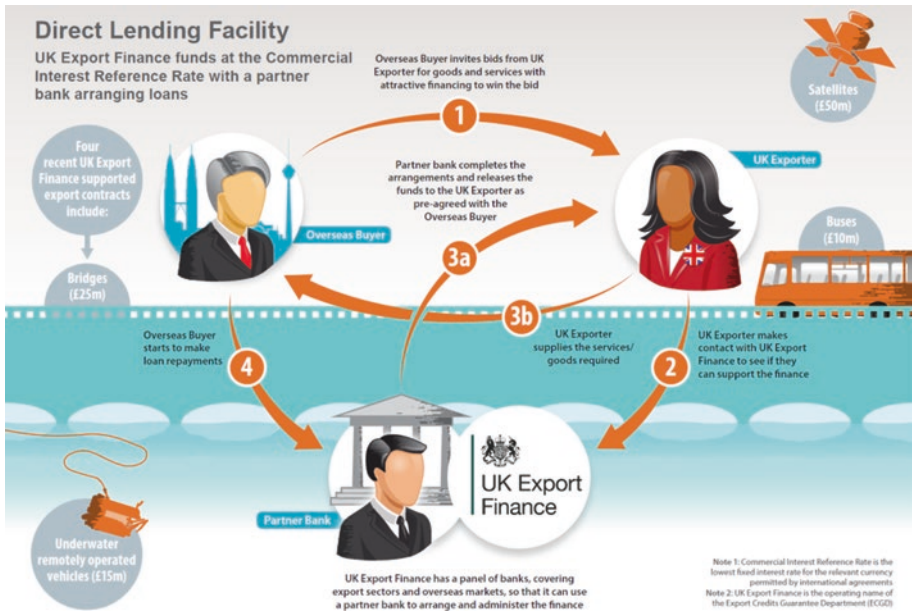 Direct Lending Facility
UK Export Finance funds at the Commercial
Interest Reference Rate with a partner
bank arranging loans
Overseas Buyer invites bids from UK
Exporter for goods and services with
attractive financing to win the bid
1
Satellites
(£50m)
Four
recent UK Export
Finance supported
export contracts
include:
Bridges
(£25m)
Overseas Buyer
Partner bank completes the
arrangements and releases the
funds to the UK Exporter as
pre-agreed with the
Overseas Buyer
3a
UK Exporter
Buses
(£10m)
3b
UK Exporter
supplies the services/
goods required
Overseas Buyer
starts to make
loan repayments
4
2
UK Exporter makes
contact with UK Export
Finance to see if they
can support the finance
Partner Bank
UK Export
Finance
Underwater
remotely operated
vehicles (£15m)
UK Export Finance has a panel of banks, covering
export sectors and overseas markets, so that it can use
a partner bank to arrange and administer the finance
Note 1: Commercial Interest Reference Rate is the
lowest fixed interest rate for the relevant currency
permitted by international agreements
Note 2: UK Export Finance is the operating name of
the Export Credits Guarantee Department (ECGD)